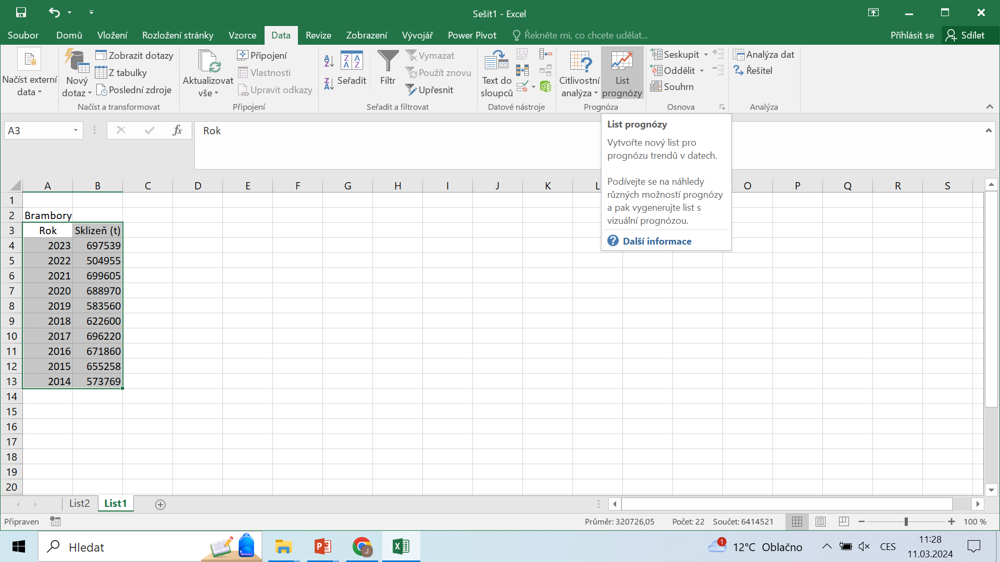 Sešit1 - Excel
Soubor Domů Vložení Rozložení stránky Vzorce Data Revize Zobrazení Vývojář Power Pivot Řekněte mi, co chcete udělat... Přihlásit se Sdílet
Načíst externí data
Nový dotaz
Zobrazit dotazy
Z tabulky
Poslední zdroje
Načíst a transformovat
Aktualizovat vše
Připojení
Vlastnosti
Upravit odkazy
Připojení
Seřadit
Filtr
Vymazat
Použít znovu
Upřesnit
Seřadit a filtrovat
Text do sloupců
Datové nástroje
Citlivostní analýza
List prognózy
Prognóza
Seskupit
Oddělit
Souhrn
Osnova
Analýza dat
Řešitel
Analýza
A3 fx Rok
List prognózy
Vytvořte nový list pro
prognózu trendů v datech.
Podívejte se na náhledy
různých možností prognózy
a pak vygenerujte list s
vizuální prognózou.
? Další informace
A B C D E F G H I J K L O P Q R S
1
2 Brambory
3 Rok Sklizeň (t)
4 2023 697539
5 2022 504955
6 2021 699605
7 2020 688970
8 2019 583560
9 2018 622600
10 2017 696220
11 2016 671860
12 2015 655258
13 2014 573769
14
15
16
17
18
19
20
List2 List1
Připraven Průměr: 320726,05 Počet: 22 Součet: 6414521 100 %
Hledat
1 12°C Oblačno CES 11:28
11.03.2024